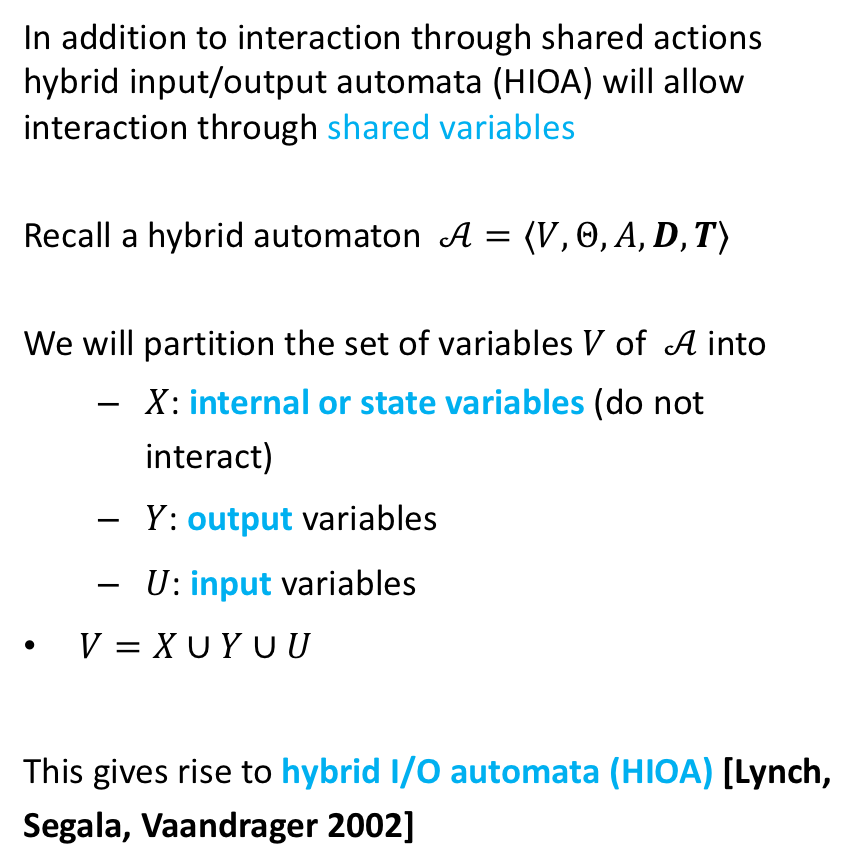 In addition to interaction through shared actions
hybrid input/output automata (HIOA) will allow
interaction through shared variables
Recall a hybrid automaton 𝒜 = ⟨V, Θ, A, D, T⟩
We will partition the set of variables V of 𝒜 into
– X: internal or state variables (do not
interact)
– Y: output variables
– U: input variables
• V = X ∪ Y ∪ U
This gives rise to hybrid I/O automata (HIOA) [Lynch,
Segala, Vaandrager 2002]